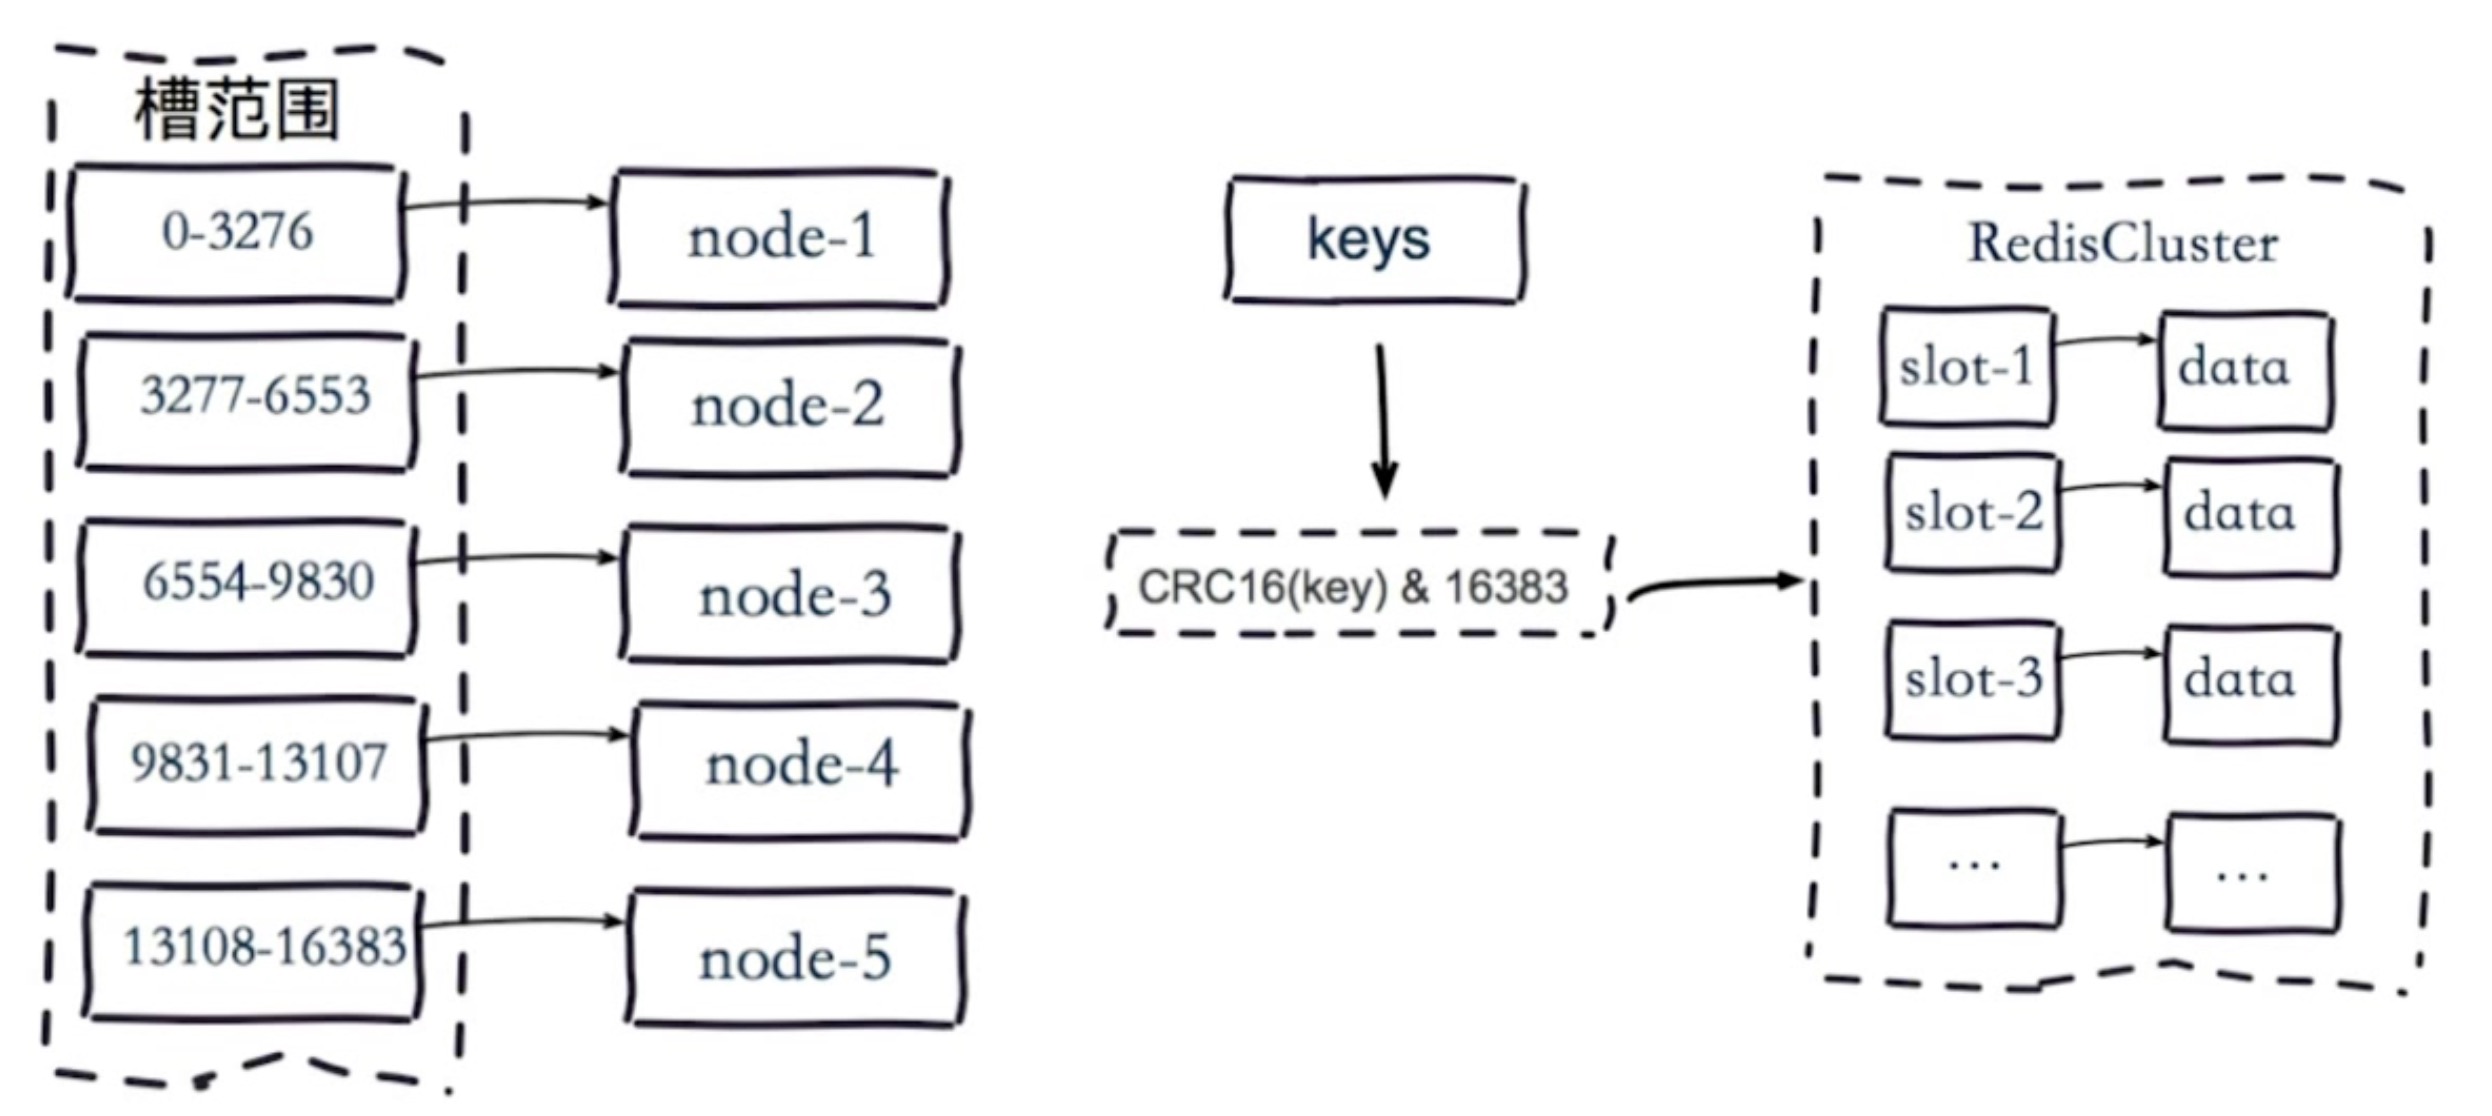 槽范围
0-3276
node-1
3277-6553
node-2
6554-9830
node-3
9831-13107
node-4
13108-16383
node-5
keys
CRC16(key) & 16383
RedisCluster
slot-1
data
slot-2
data
slot-3
data
...
...